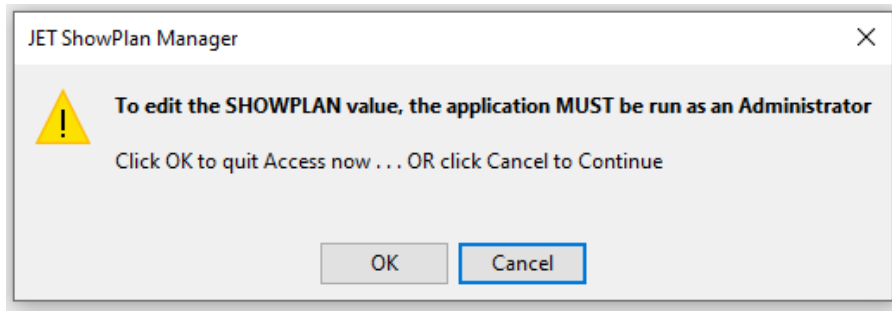 JET ShowPlan Manager
To edit the SHOWPLAN value, the application MUST be run as an Administrator
Click OK to quit Access now . . . OR click Cancel to Continue
OK
Cancel